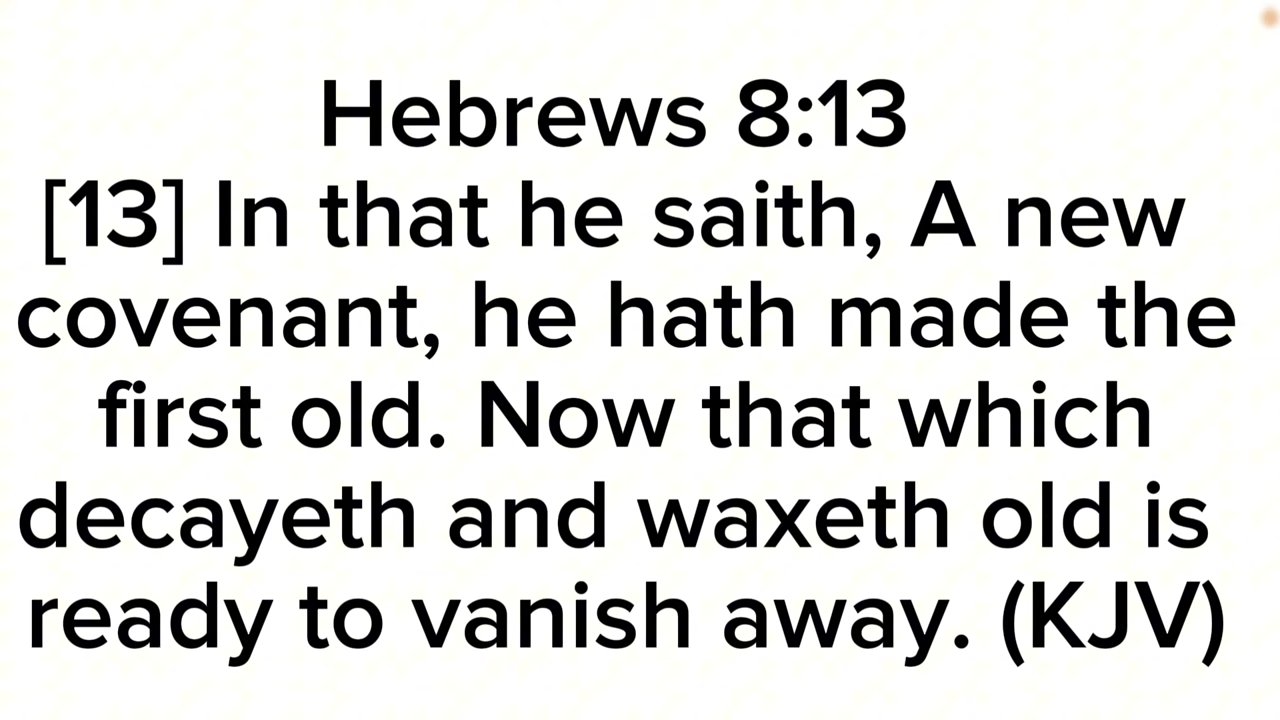 Hebrews 8:13
[13] In that he saith, A new
covenant, he hath made the
first old. Now that which
decayeth and waxeth old is
ready to vanish away. (KJV)